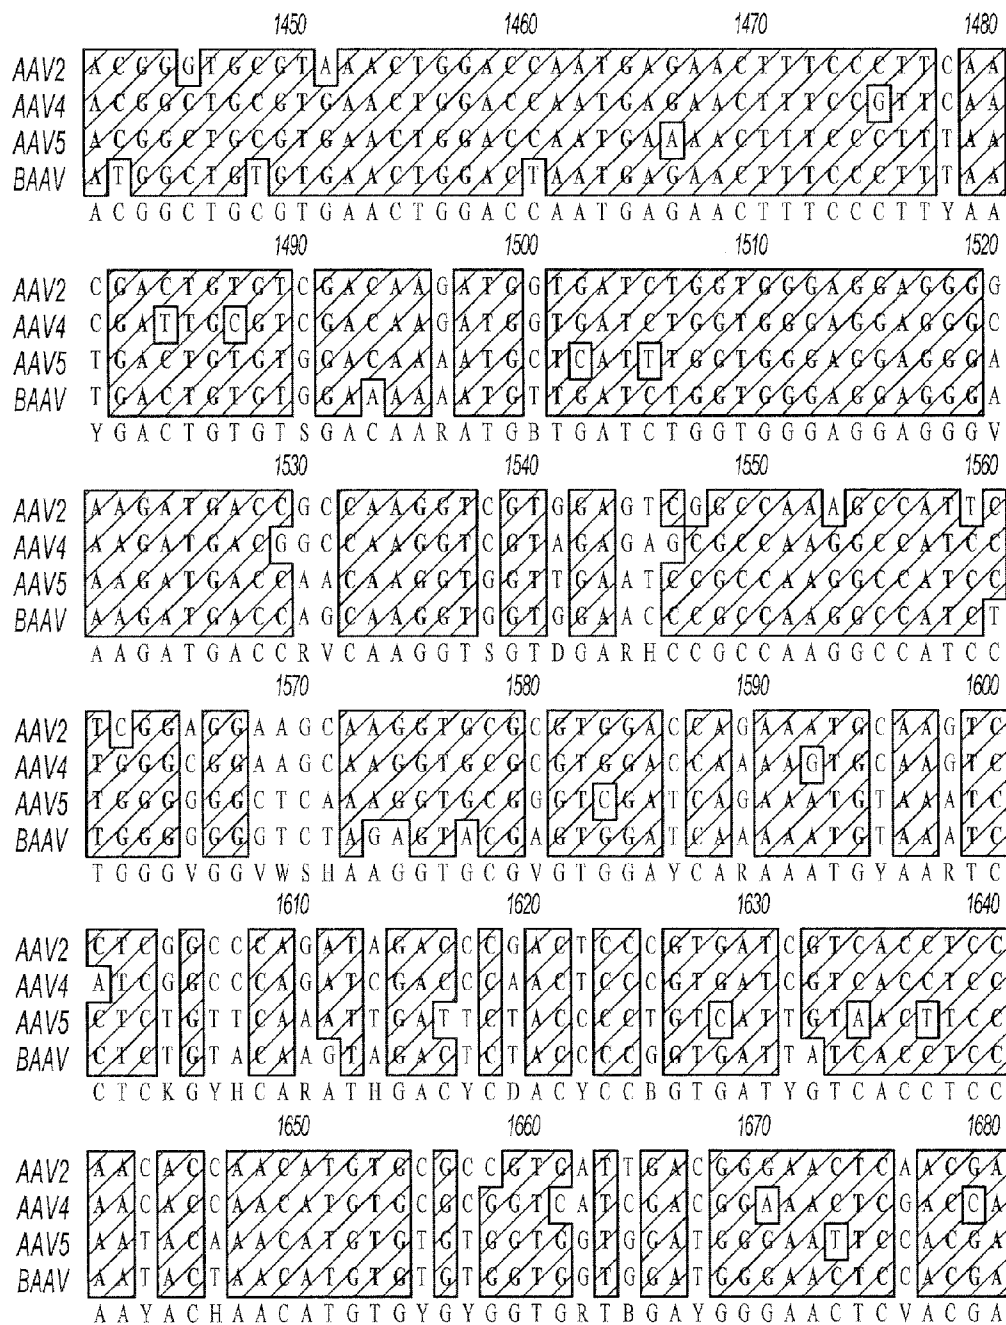 1450 1460 1470 1480
AAV2 ACGGGTGCGTAAACTGGACCAATGAGAACTTTCCCTTCAA
AAV4 ACGGCTGCGTGAACTGGACCAATGAGAACTTTCCGTTCAA
AAV5 ACGGCTGCGTGAACTGGACCAATGAAAACTTTCCCTTTAA
BAAV ATGGCTGTGTGAACTGGACTAATGAGAACTTTCCCTTTAA
ACGGCTGCGTGAACTGGACCAATGAGAACTTTCCCTTYAA
1490 1500 1510 1520
AAV2 CGACTGTGTCGACAAGATGGTGATCTGGTGGGAGGAGGGG
AAV4 CGATTGCGTCGACAAGATGGTGATCTGGTGGGAGGAGGGC
AAV5 TGACTGTGTGGACAAAATGCTCATTTGGTGGGAGGAGGGA
BAAV TGACTGTGTGGAAAAAATGTTGATCTGGTGGGAGGAGGGA
YGACTGTGTSGACAARATGBTGATCTGGTGGGAGGAGGGV
1530 1540 1550 1560
AAV2 AAGATGACCGCCAAGGTCGTGGAGTCGGCCAAAGCCATTC
AAV4 AAGATGACGGCCAAGGTCGTAGAGAGCGCCAAGGCCATCC
AAV5 AAGATGACCAACAAGGTGGTTGAATCCGCCAAGGCCATCC
BAAV AAGATGACCAGCAAGGTGGTGGAACCCGCCAAGGCCATCT
AAGATGACCRVCAAGGTSGTDGARHCCGCCAAGGCCATCC
1570 1580 1590 1600
AAV2 TCGGAGGAAGCAAGGTGCGCGTGGACCAGAAATGCAAGTC
AAV4 TGGGCGGAAGCAAGGTGCGCGTGGACCAAAAGTGCAAGTC
AAV5 TGGGGGGCTCAAAGGTGCGGGTCGATCAGAAATGTAAATC
BAAV TGGGGGGGTCTAGAGTACGAGTGGATCAAAAATGTAAATC
TGGGVGGVWSHAAGGTGCGVGTGGAYCARAAATGYAARTC
1610 1620 1630 1640
AAV2 CTCGGCCCAGATAGACCCGACTCCCGTGATCGTCACCTCC
AAV4 ATCGGCCCAGATCGACCCAACTCCCGTGATCGTCACCTCC
AAV5 CTCTGTTCAAATTGATTCTACCCCTGTCATTGTAACTTCC
BAAV CTCTGTACAAGTAGACTCTACCCCGGTGATTATCACCTCC
CTCKGYHCARATHGACYCDACYCCBGTGATYGTCACCTCC
1650 1660 1670 1680
AAV2 AACACCAACATGTGCGCCGTGATTGACGGGAACTCAACGA
AAV4 AACACCAACATGTGCGCGGTCATCGACGGAAACTCGACCA
AAV5 AATACAAACATGTGTGTGGTGGTGGATGGGAATTCCACGA
BAAV AATACTAACATGTGTGTGGTGGTGGATGGGAACTCCACGA
AAYACHAACATGTGYGYGGTGRTBGAYGGGAACTCVACGA